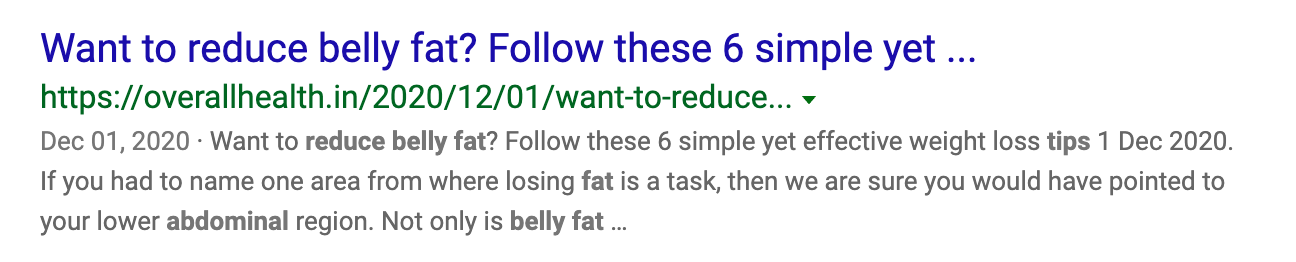 Want to reduce belly fat? Follow these 6 simple yet ...
https://overallhealth.in/2020/12/01/want-to-reduce...
Dec 01, 2020 · Want to reduce belly fat? Follow these 6 simple yet effective weight loss tips 1 Dec 2020.
If you had to name one area from where losing fat is a task, then we are sure you would have pointed to
your lower abdominal region. Not only is belly fat ...